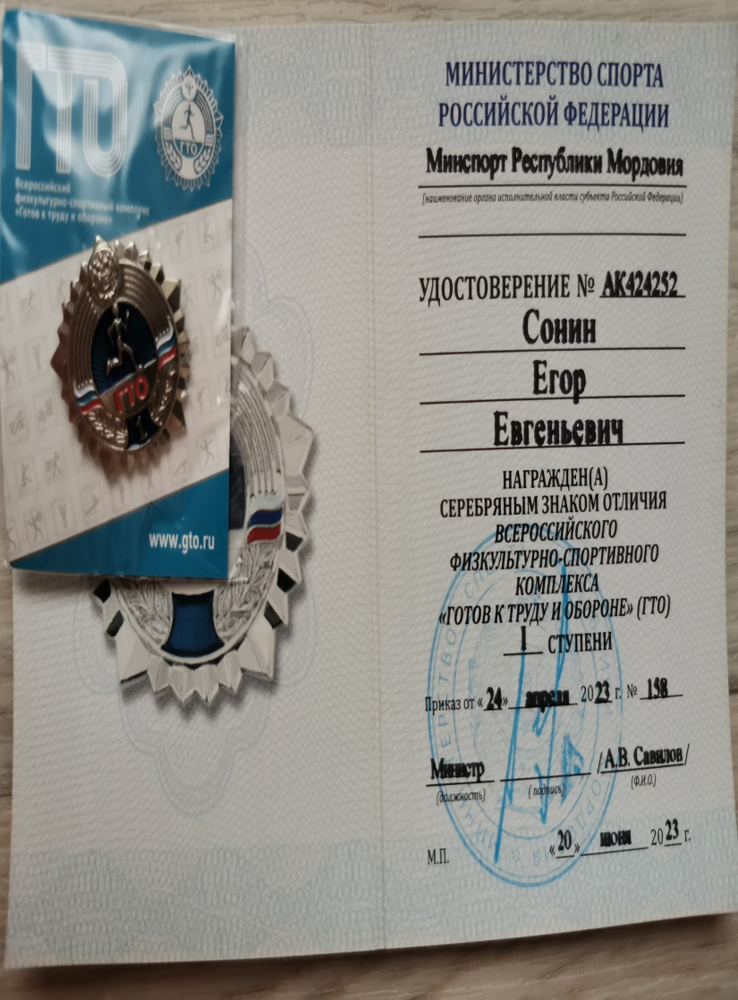 ГТО
ГТО
Всероссийский
физкультурно-спортивный комплекс
«Готов к труду и обороне»
ГТО
1
www.gto.ru
МИНИСТЕРСТВО СПОРТА
РОССИЙСКОЙ ФЕДЕРАЦИИ
Минспорт Республики Мордовия
(наименование органа исполнительной власти субъекта Российской Федерации)
УДОСТОВЕРЕНИЕ № АК424252
Сонин
Егор
Евгеньевич
НАГРАЖДЕН(А)
СЕРЕБРЯНЫМ ЗНАКОМ ОТЛИЧИЯ
ВСЕРОССИЙСКОГО
ФИЗКУЛЬТУРНО-СПОРТИВНОГО
КОМПЛЕКСА
«ГОТОВ К ТРУДУ И ОБОРОНЕ» (ГТО)
I СТУПЕНИ
Приказ от «24» апреля 2023 г. № 158
Министр /А.В. Савилов/
(должность) (подпись) (Ф.И.О.)
М.П. «20» июня 2023 г.